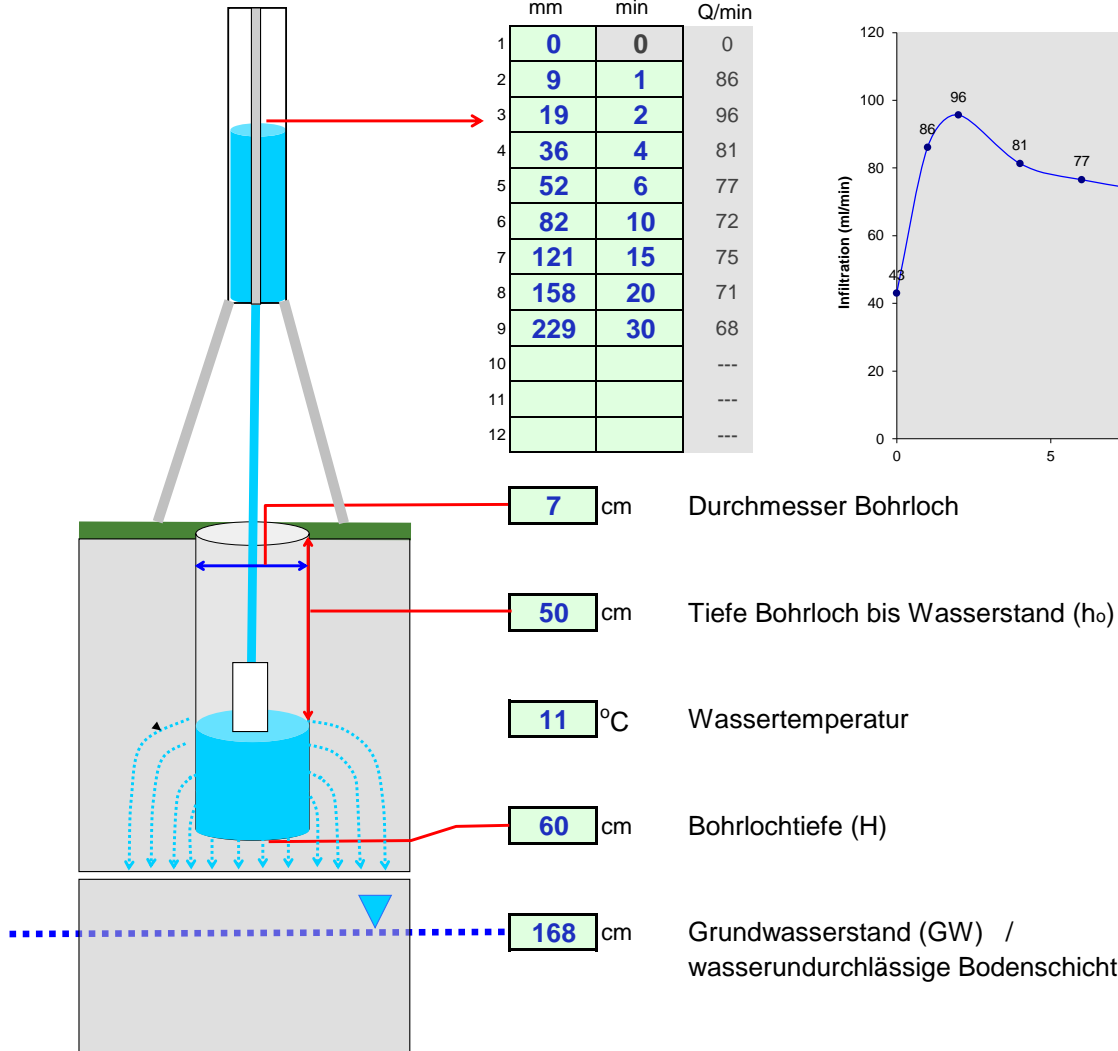 mm min Q/min
1 0 0 0
2 9 1 86
3 19 2 96
4 36 4 81
5 52 6 77
6 82 10 72
7 121 15 75
8 158 20 71
9 229 30 68
10 ---
11 ---
12 ---
120
100
80
60
40
20
0
Infiltration (ml/min)
43
86
96
81
77
0 5
7 cm Durchmesser Bohrloch
50 cm Tiefe Bohrloch bis Wasserstand (ho)
11 °C Wassertemperatur
60 cm Bohrlochtiefe (H)
168 cm Grundwasserstand (GW) /
wasserundurchlässige Bodenschicht